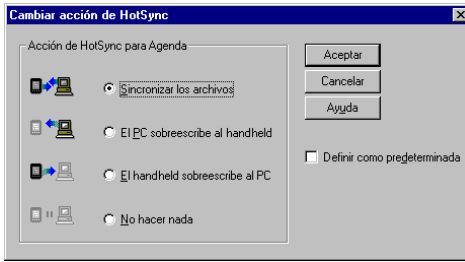 Cambiar acción de HotSync
Acción de HotSync para Agenda
Sincronizar los archivos
El PC sobreescribe al handheld
El handheld sobreescribe al PC
No hacer nada
Aceptar
Cancelar
Ayuda
Definir como predeterminada